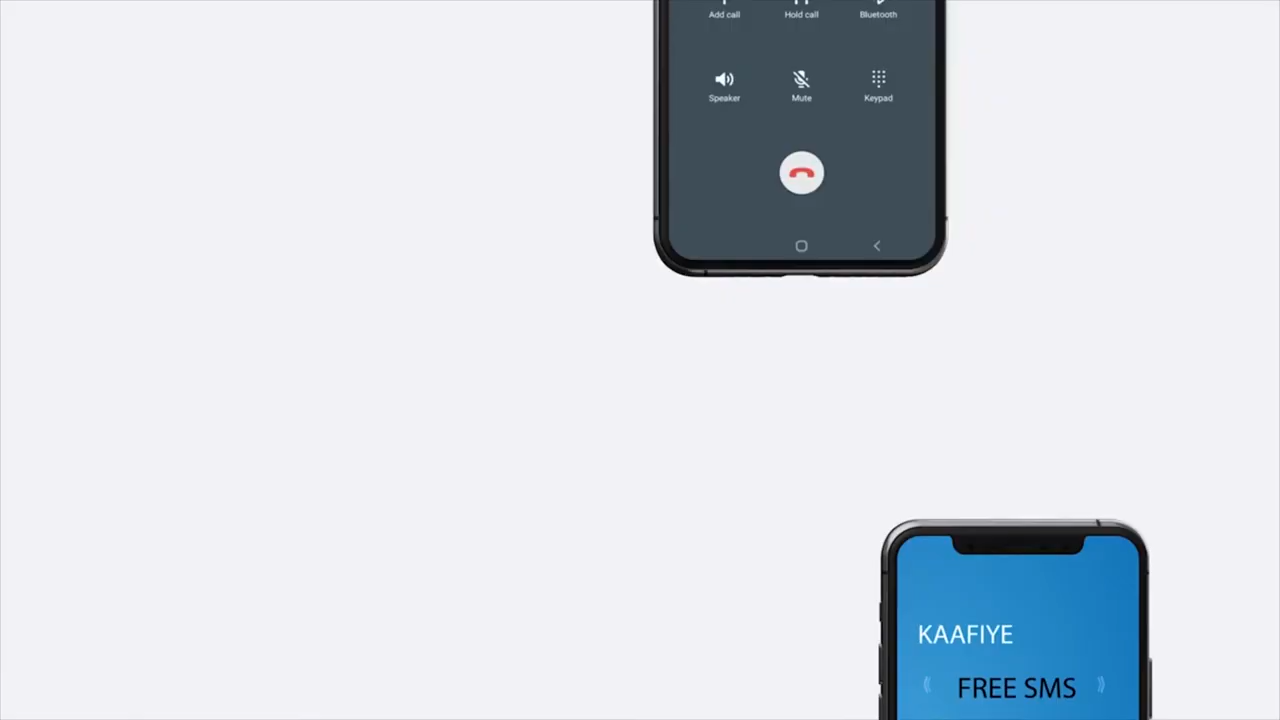 Add call Hold call Bluetooth
Speaker Mute Keypad
KAAFIYE
FREE SMS